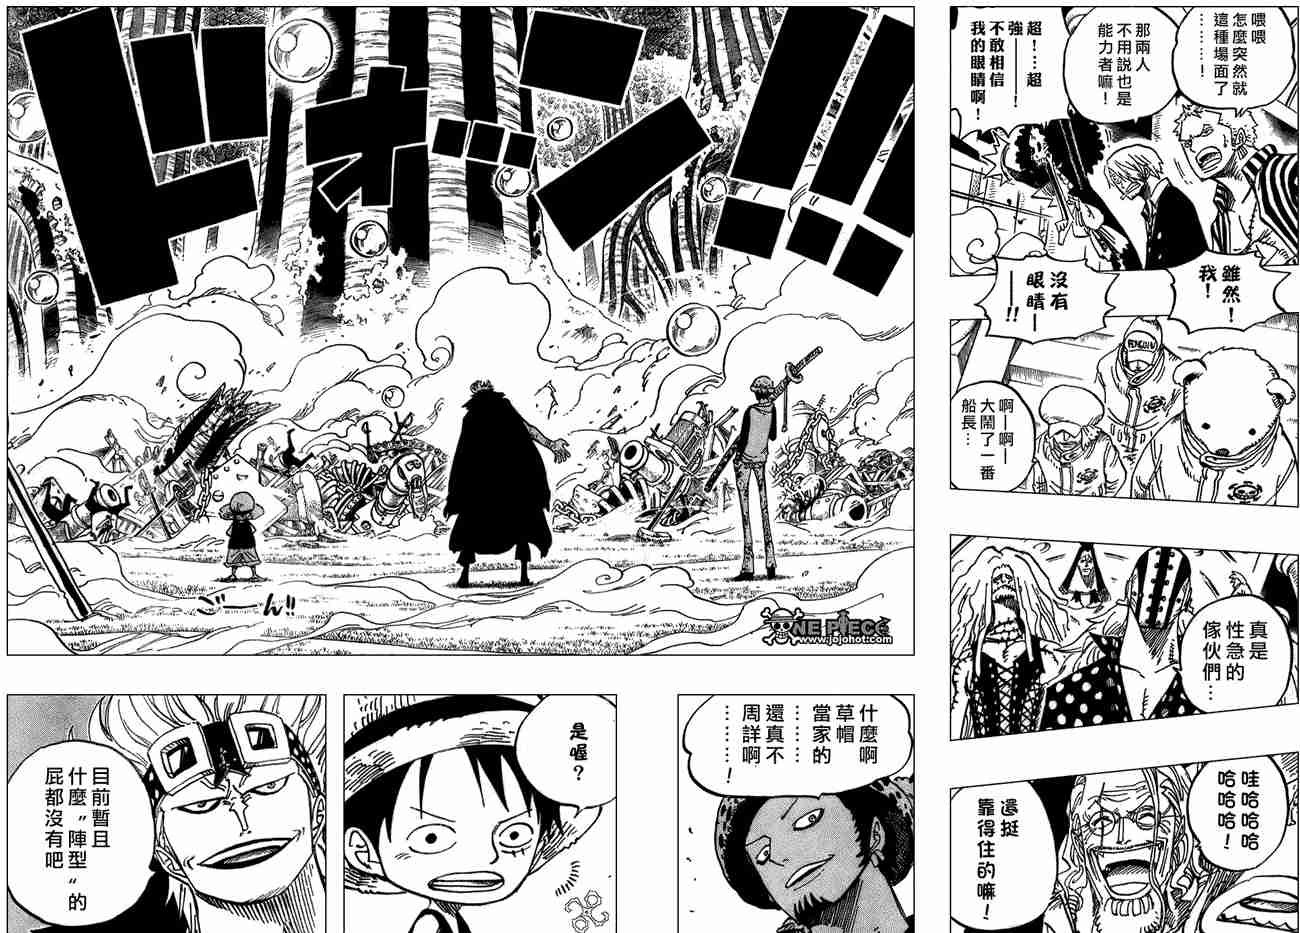 喂喂
怎麼突然就
這種場面了
…………！
那兩人
不用說也是
能力者嘛！
超！…超
強——！
不敢相信
我的眼睛啊！
雖然！
我！
沒有
眼睛—
——!!
PENGUIN
啊—啊—
大鬧了一番
船長…
真是
性急的
傢伙們…
哇哈哈哈
哈哈哈！
還挺
靠得住的嘛！
ドォォン!!!
ごーん!!
ONE PIECE
www.jojohot.com
什麼啊
草帽
當家的
………
還真不
周詳啊
………！
是喔？
目前暫且
什麼〝陣型〞的
屁都沒有吧